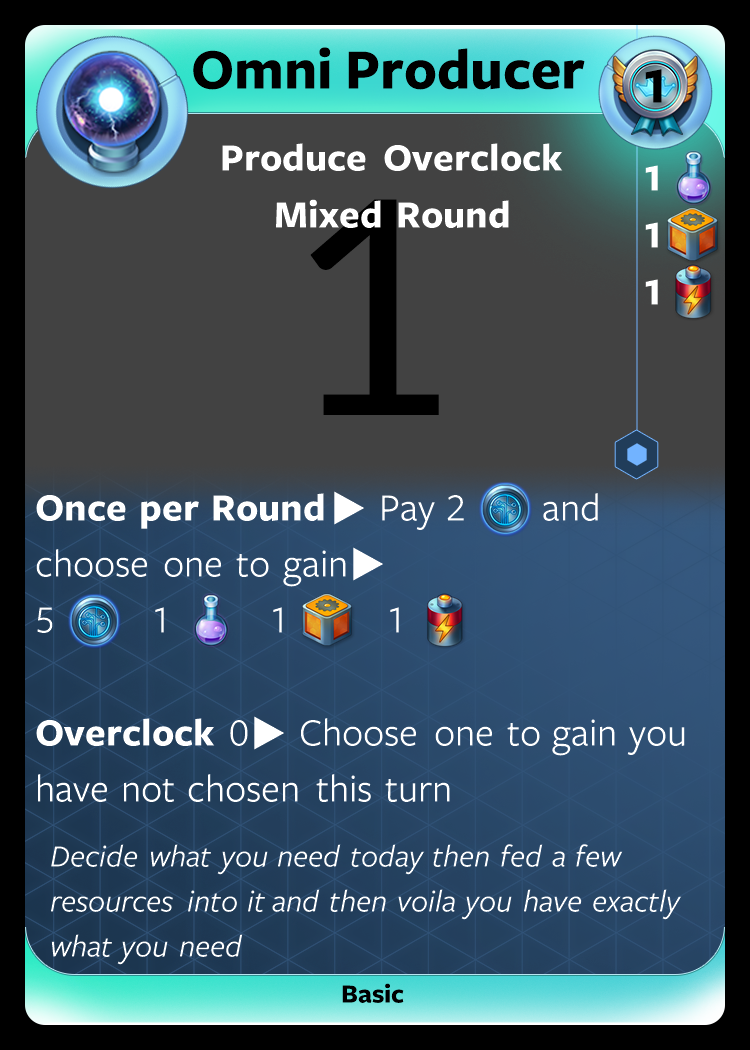 Omni Producer
1
Produce Overclock
Mixed Round
1
1
1
1
Once per Round▶ Pay 2 and
choose one to gain▶
5 1 1 1
Overclock 0▶ Choose one to gain you
have not chosen this turn
Decide what you need today then fed a few
resources into it and then voila you have exactly
what you need
Basic